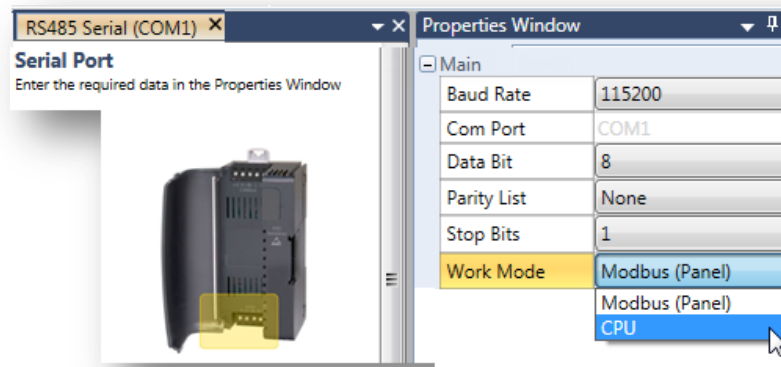 RS485 Serial (COM1)
Serial Port
Enter the required data in the Properties Window
Properties Window
Main
Baud Rate 115200
Com Port COM1
Data Bit 8
Parity List None
Stop Bits 1
Work Mode Modbus (Panel)
Modbus (Panel)
CPU